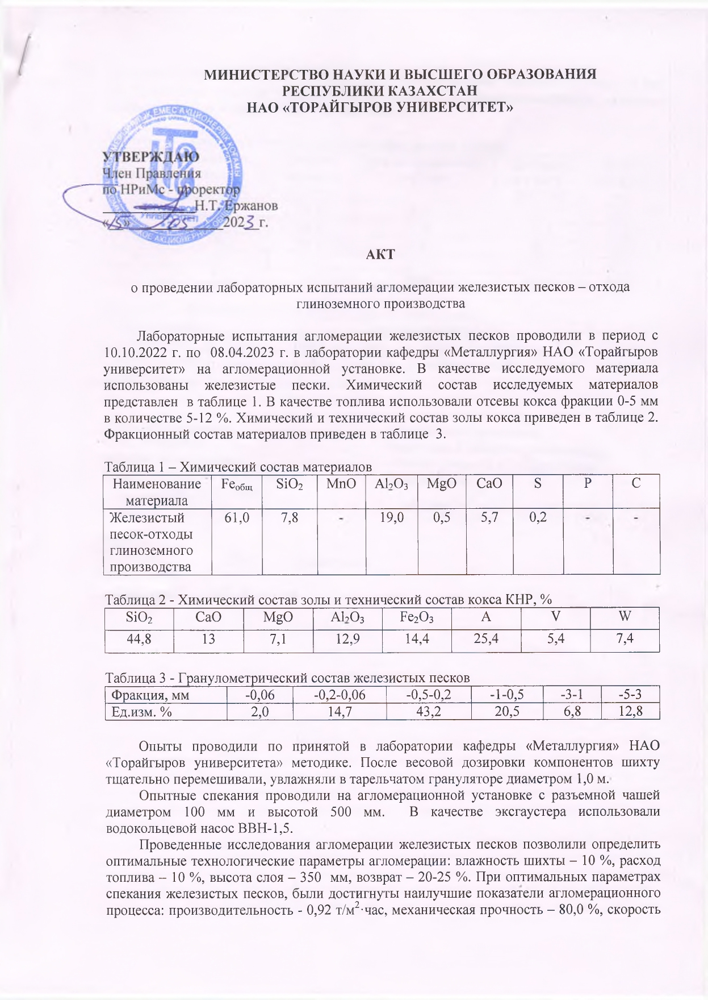 МИНИСТЕРСТВО НАУКИ И ВЫСШЕГО ОБРАЗОВАНИЯ
РЕСПУБЛИКИ КАЗАХСТАН
НАО «ТОРАЙГЫРОВ УНИВЕРСИТЕТ»
УТВЕРЖДАЮ
Член Правления
по НРиМс - проректор
Н.Т. Ержанов
«15» 05 2023 г.
АКТ
о проведении лабораторных испытаний агломерации железистых песков – отхода
глиноземного производства
Лабораторные испытания агломерации железистых песков проводили в период с
10.10.2022 г. по 08.04.2023 г. в лаборатории кафедры «Металлургия» НАО «Торайгыров
университет» на агломерационной установке. В качестве исследуемого материала
использованы железистые пески. Химический состав исследуемых материалов
представлен в таблице 1. В качестве топлива использовали отсевы кокса фракции 0-5 мм
в количестве 5-12 %. Химический и технический состав золы кокса приведен в таблице 2.
Фракционный состав материалов приведен в таблице 3.
Таблица 1 – Химический состав материалов
Наименование материала Feобщ SiO2 MnO Al2O3 MgO CaO S P C
Железистый песок-отходы глиноземного производства 61,0 7,8 - 19,0 0,5 5,7 0,2 - -
Таблица 2 - Химический состав золы и технический состав кокса КНР, %
SiO2 CaO MgO Al2O3 Fe2O3 A V W
44,8 13 7,1 12,9 14,4 25,4 5,4 7,4
Таблица 3 - Гранулометрический состав железистых песков
Фракция, мм -0,06 -0,2-0,06 -0,5-0,2 -1-0,5 -3-1 -5-3
Ед.изм. % 2,0 14,7 43,2 20,5 6,8 12,8
Опыты проводили по принятой в лаборатории кафедры «Металлургия» НАО
«Торайгыров университета» методике. После весовой дозировки компонентов шихту
тщательно перемешивали, увлажняли в тарельчатом грануляторе диаметром 1,0 м.
Опытные спекания проводили на агломерационной установке с разъемной чашей
диаметром 100 мм и высотой 500 мм. В качестве эксгаустера использовали
водокольцевой насос ВВН-1,5.
Проведенные исследования агломерации железистых песков позволили определить
оптимальные технологические параметры агломерации: влажность шихты – 10 %, расход
топлива – 10 %, высота слоя – 350 мм, возврат – 20-25 %. При оптимальных параметрах
спекания железистых песков, были достигнуты наилучшие показатели агломерационного
процесса: производительность - 0,92 т/м2·час, механическая прочность – 80,0 %, скорость